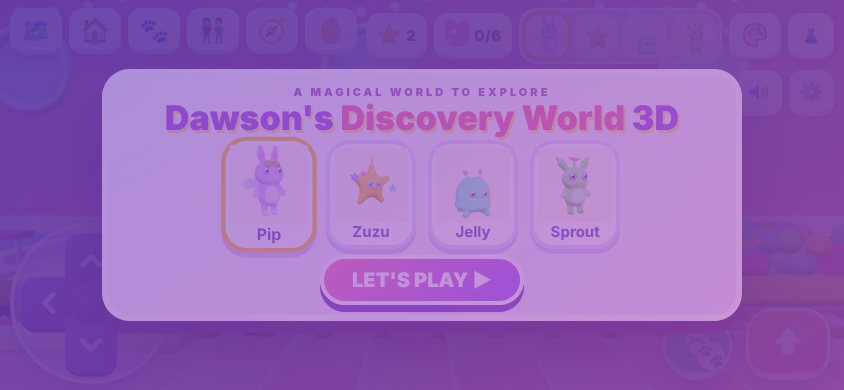 2
0/6
A MAGICAL WORLD TO EXPLORE
Dawson's Discovery World 3D
Pip
Zuzu
Jelly
Sprout
LET'S PLAY ▶